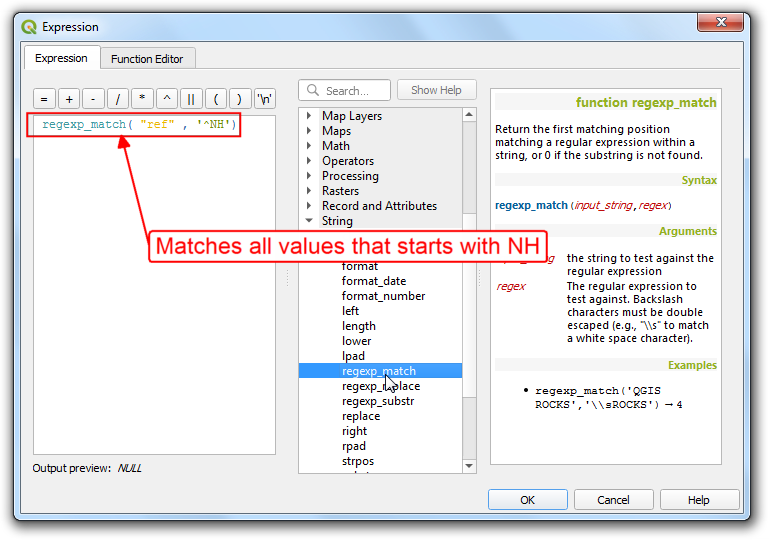 Expression
Expression
Function Editor
= + - / * ^ || ( ) '\n'
Search...
Show Help
regexp_match( "ref" , '^NH')
Matches all values that starts with NH
Map Layers
Maps
Math
Operators
Processing
Rasters
Record and Attributes
String
format
format_date
format_number
left
length
lower
lpad
regexp_match
regexp_replace
regexp_substr
replace
right
rpad
strpos
function regexp_match
Return the first matching position
matching a regular expression within a
string, or 0 if the substring is not found.
Syntax
regexp_match(input_string,regex)
Arguments
the string to test against the
regular expression
regex
The regular expression to
test against. Backslash
characters must be double
escaped (e.g., "\\s" to match
a white space character).
Examples
• regexp_match('QGIS
ROCKS','\\sROCKS') → 4
Output preview: NULL
OK
Cancel
Help